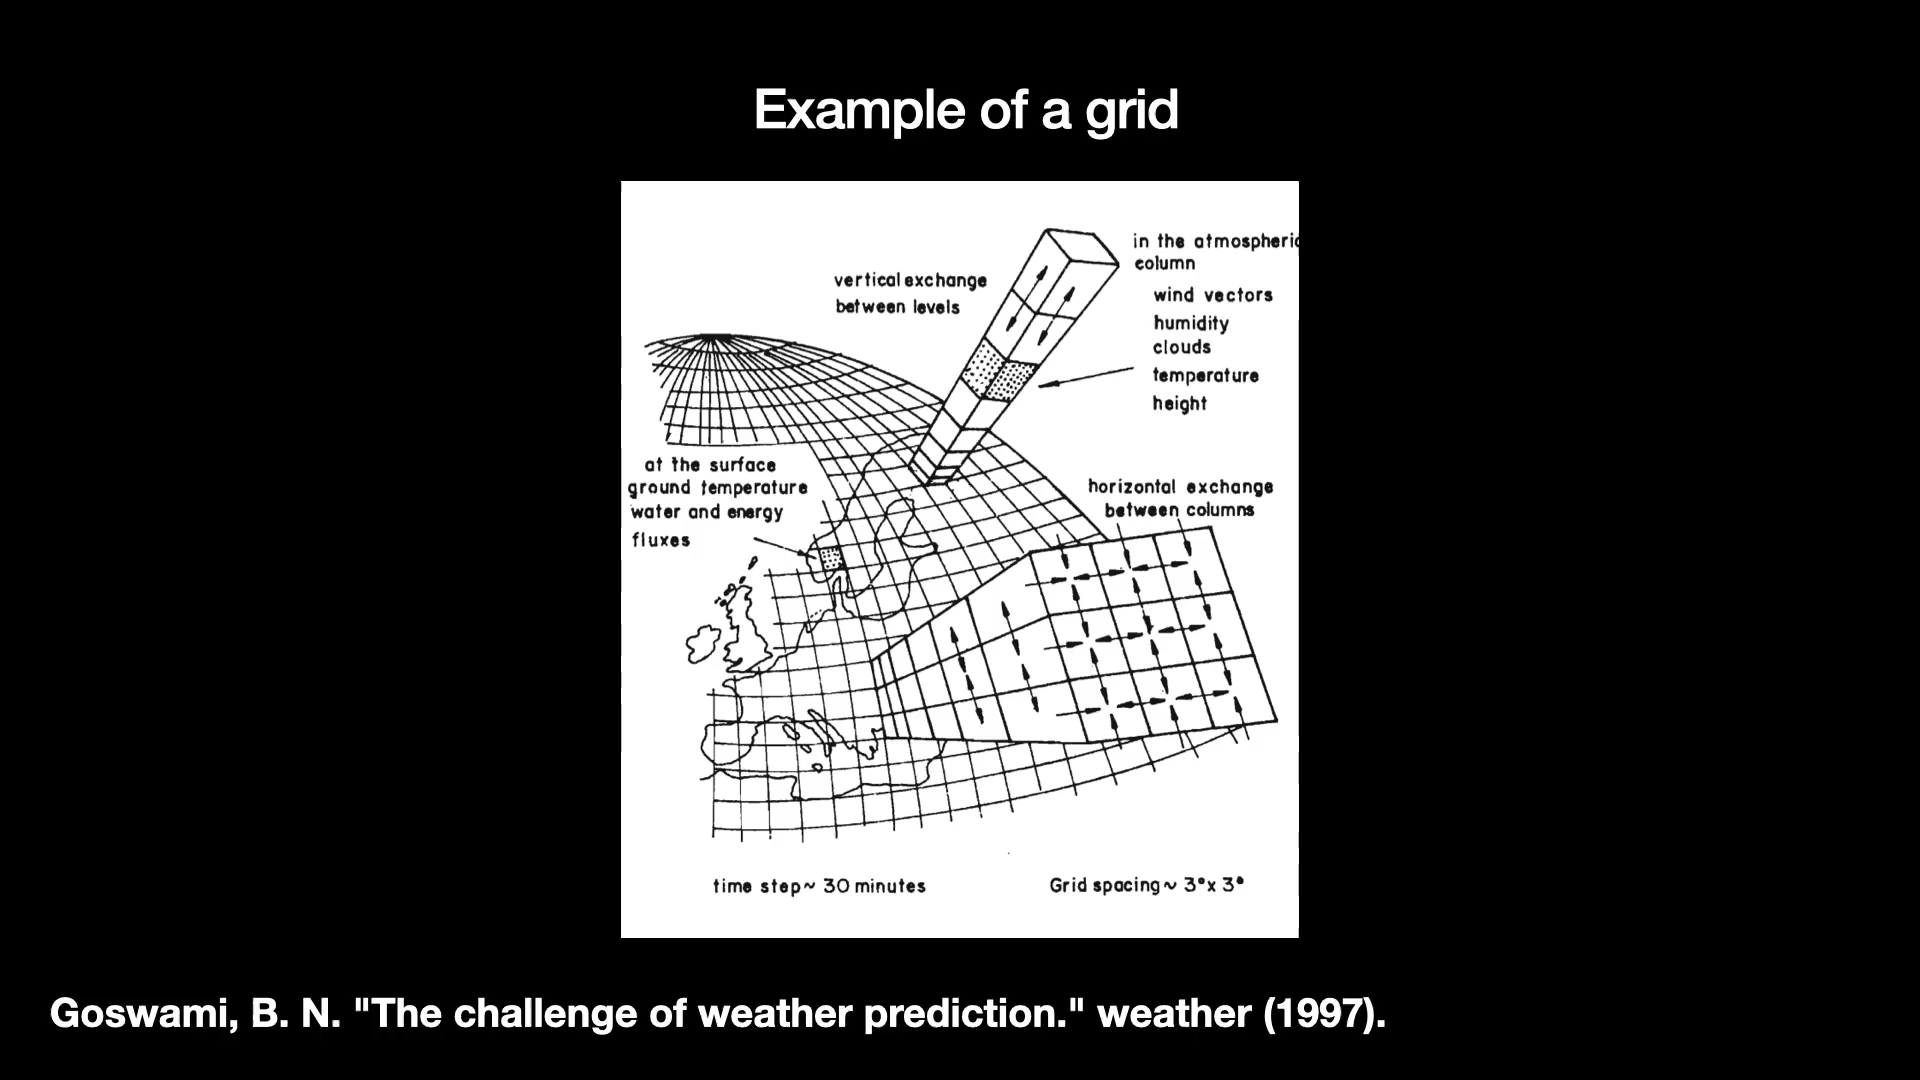 Example of a grid
in the atmospheric
column
vertical exchange
between levels
wind vectors
humidity
clouds
temperature
height
at the surface
ground temperature
water and energy
fluxes
horizontal exchange
between columns
time step ~ 30 minutes
Grid spacing ~ 3° x 3°
Goswami, B. N. "The challenge of weather prediction." weather (1997).